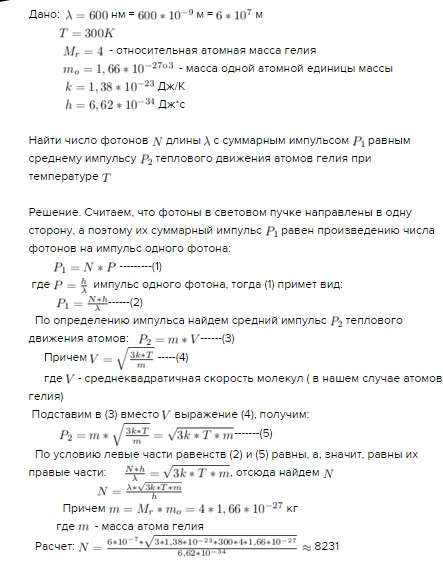 Дано: λ = 600 нм = 600 * 10^{-9} м = 6 * 10^{7} м
T = 300K
M_r = 4 - относительная атомная масса гелия
m_o = 1, 66 * 10^{-27o3} - масса одной атомной единицы массы
k = 1, 38 * 10^{-23} Дж/К
h = 6, 62 * 10^{-34} Дж*с
Найти число фотонов N длины λ с суммарным импульсом P_1 равным
среднему импульсу P_2 теплового движения атомов гелия при
температуре T
Решение. Считаем, что фотоны в световом пучке направлены в одну
сторону, а поэтому их суммарный импульс P_1 равен произведению числа
фотонов на импульс одного фотона:
P_1 = N * P ---------(1)
где P = \frac{h}{λ} импульс одного фотона, тогда (1) примет вид:
P_1 = \frac{N*h}{λ}------(2)
По определению импульса найдем средний импульс P_2 теплового
движения атомов: P_2 = m * V------(3)
Причем V = \sqrt{\frac{3k*T}{m}} -----(4)
где V - среднеквадратичная скорость молекул ( в нашем случае атомов
гелия)
Подставим в (3) вместо V выражение (4), получим:
P_2 = m * \sqrt{\frac{3k*T}{m}} = \sqrt{3k * T * m}-------(5)
По условию левые части равенств (2) и (5) равны, а, значит, равны их
правые части: \frac{N*h}{λ} = \sqrt{3k * T * m}, отсюда найдем N
N = \frac{λ*\sqrt{3k*T*m}}{h}
Причем m = M_r * m_o = 4 * 1, 66 * 10^{-27} кг
где m - масса атома гелия
Расчет: N = \frac{6*10^{-7}*\sqrt{3*1,38*10^{-23}*300*4*1,66*10^{-27}}}{6,62*10^{-34}} ≈ 8231